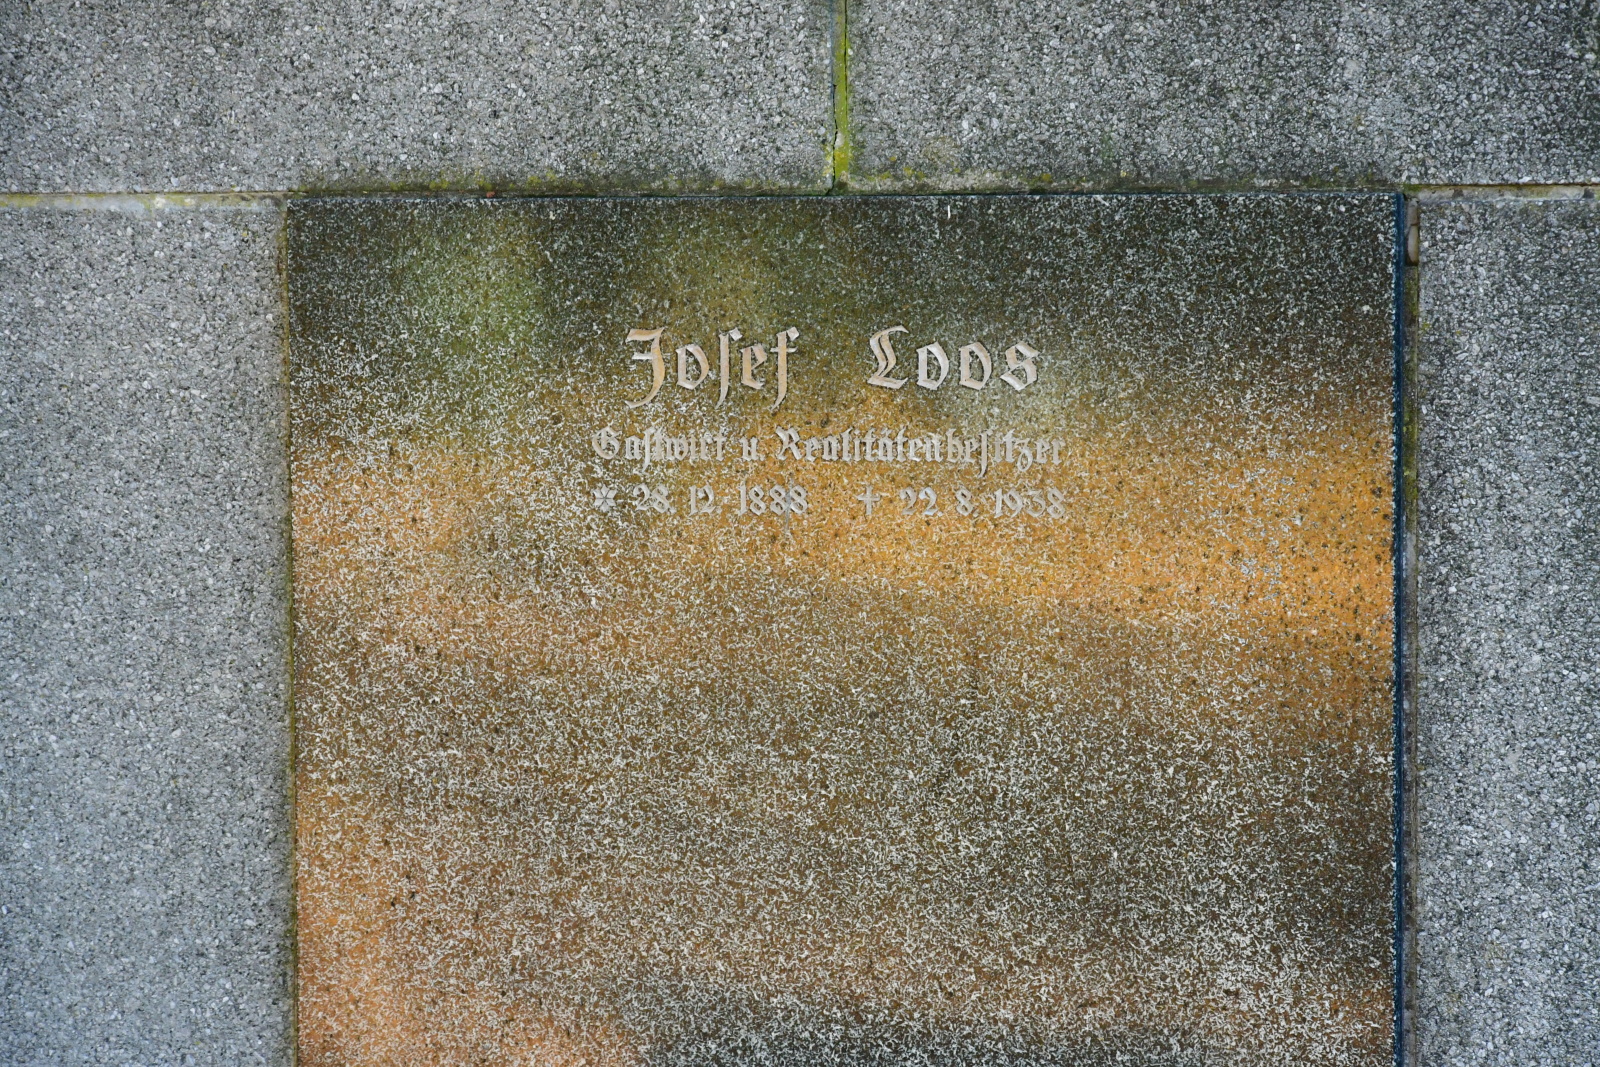 Josef Loos
Gastwirt u. Realitätenbesitzer
* 28. 12. 1888 † 22. 8. 1938